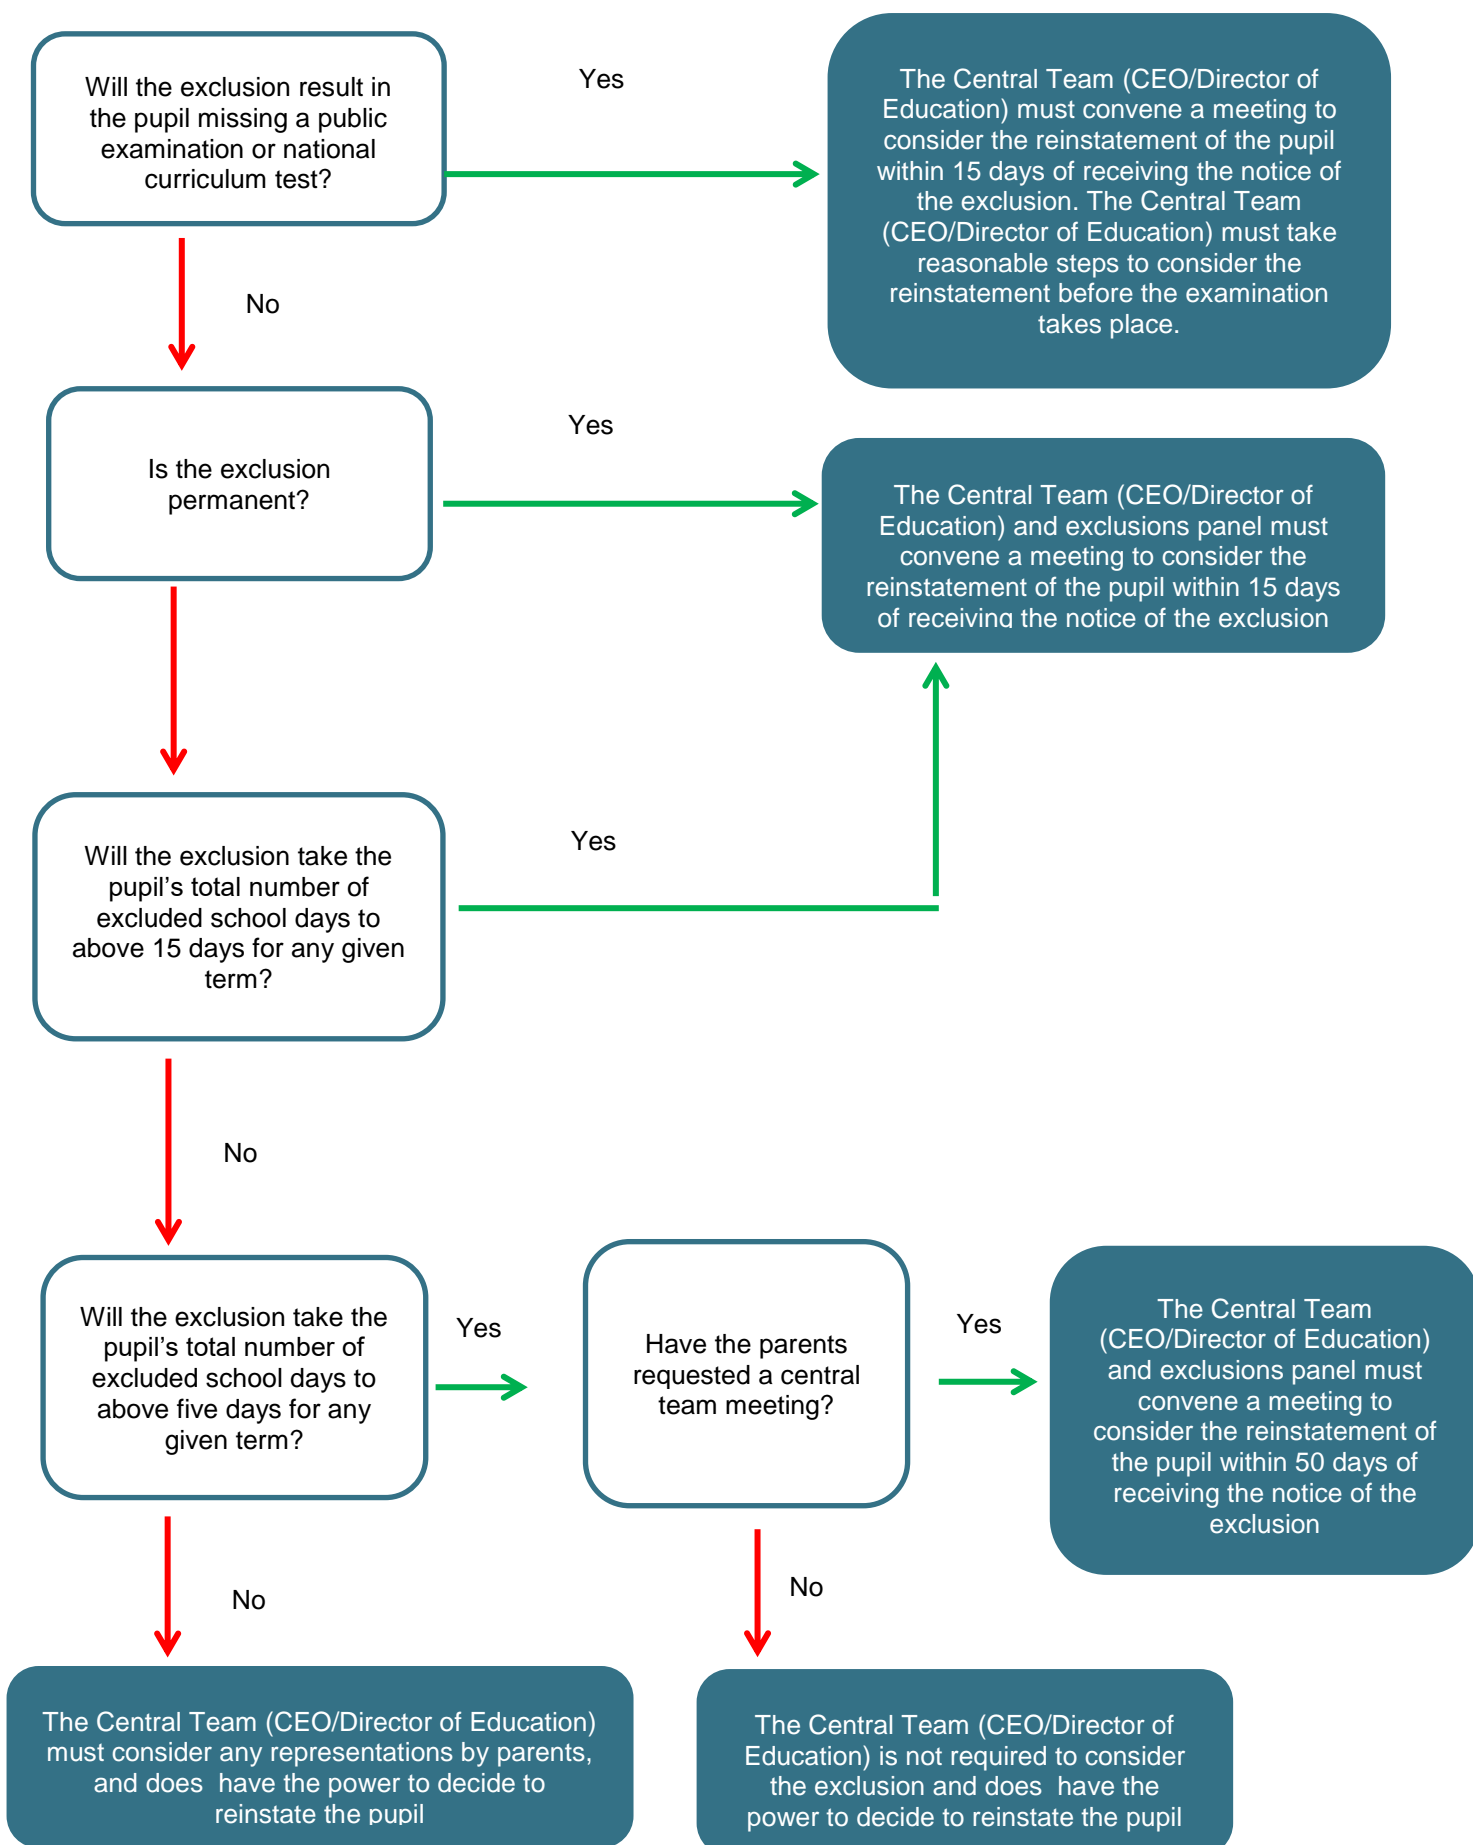 Will the exclusion result in
the pupil missing a public
examination or national
curriculum test?
Yes
The Central Team (CEO/Director of
Education) must convene a meeting to
consider the reinstatement of the pupil
within 15 days of receiving the notice of
the exclusion. The Central Team
(CEO/Director of Education) must take
reasonable steps to consider the
reinstatement before the examination
takes place.
No
Is the exclusion
permanent?
Yes
The Central Team (CEO/Director of
Education) and exclusions panel must
convene a meeting to consider the
reinstatement of the pupil within 15 days
of receiving the notice of the exclusion
Will the exclusion take the
pupil’s total number of
excluded school days to
above 15 days for any given
term?
Yes
No
Will the exclusion take the
pupil’s total number of
excluded school days to
above five days for any
given term?
Yes
Have the parents
requested a central
team meeting?
Yes
The Central Team
(CEO/Director of Education)
and exclusions panel must
convene a meeting to
consider the reinstatement of
the pupil within 50 days of
receiving the notice of the
exclusion
No
No
The Central Team (CEO/Director of Education)
must consider any representations by parents,
and does  have the power to decide to
reinstate the pupil
The Central Team (CEO/Director of
Education) is not required to consider
the exclusion and does  have the
power to decide to reinstate the pupil